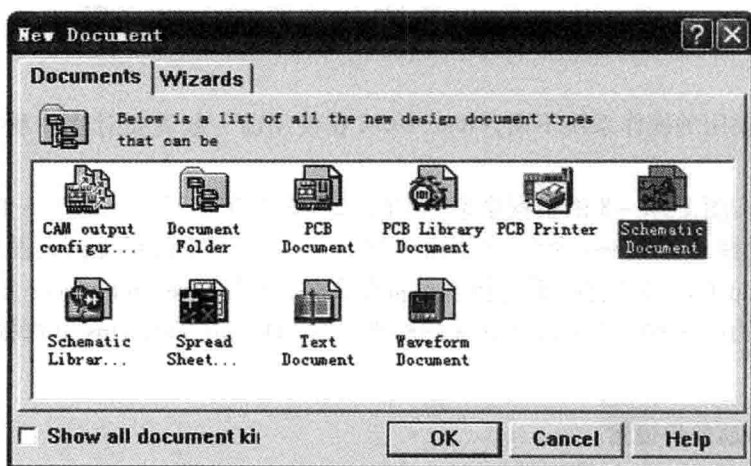 New Document
Documents Wizards
Below is a list of all the new design document types
that can be
CAM output
configur...
Document
Folder
PCB
Document
PCB Library
Document
PCB Printer
Schematic
Document
Schematic
Librar...
Spread
Sheet...
Text
Document
Waveform
Document
Show all document ki
OK Cancel Help